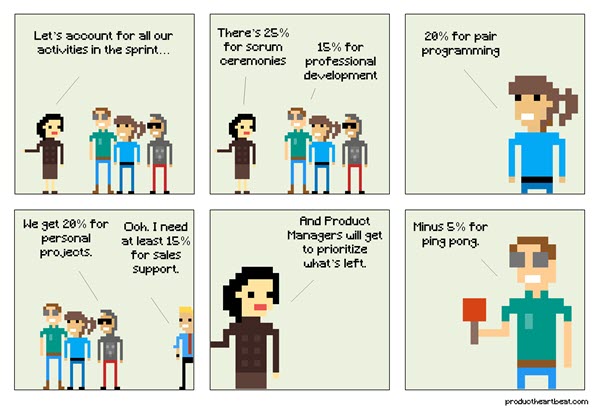 Let's account for all our
activities in the sprint...
There's 25%
for scrum
ceremonies
15% for
professional
development
20% for pair
programming
We get 20% for
personal
projects.
Ooh. I need
at least 15%
for sales
support.
And Product
Managers will get
to prioritize
what's left.
Minus 5% for
ping pong.
productheartbeat.com